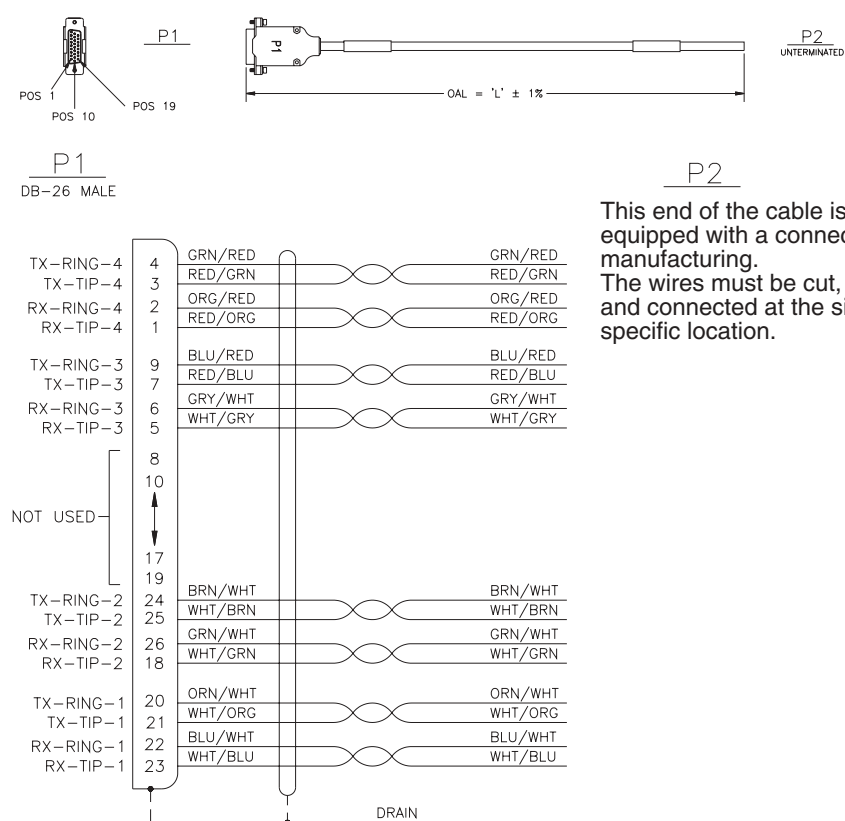 P1
POS 1
POS 10
POS 19
P1
OAL = 'L' ± 1%
P2
UNTERMINATED
P1
DB-26 MALE
P2
This end of the cable is
equipped with a connec
manufacturing.
The wires must be cut,
and connected at the si
specific location.
TX-RING-4 4 GRN/RED GRN/RED
TX-TIP-4 3 RED/GRN RED/GRN
RX-RING-4 2 ORG/RED ORG/RED
RX-TIP-4 1 RED/ORG RED/ORG
TX-RING-3 9 BLU/RED BLU/RED
TX-TIP-3 7 RED/BLU RED/BLU
RX-RING-3 6 GRY/WHT GRY/WHT
RX-TIP-3 5 WHT/GRY WHT/GRY
8
10
NOT USED
17
19
TX-RING-2 24 BRN/WHT BRN/WHT
TX-TIP-2 25 WHT/BRN WHT/BRN
RX-RING-2 26 GRN/WHT GRN/WHT
RX-TIP-2 18 WHT/GRN WHT/GRN
TX-RING-1 20 ORN/WHT ORN/WHT
TX-TIP-1 21 WHT/ORG WHT/ORG
RX-RING-1 22 BLU/WHT BLU/WHT
RX-TIP-1 23 WHT/BLU WHT/BLU
DRAIN